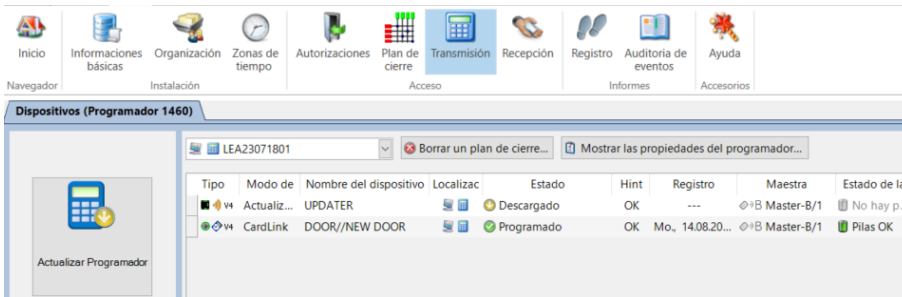 Inicio
Informaciones básicas
Organización
Zonas de tiempo
Autorizaciones
Plan de cierre
Transmisión
Recepción
Registro
Auditoria de eventos
Ayuda
Navegador
Instalación
Acceso
Informes
Accesorios
Dispositivos (Programador 1460)
LEA23071801
Borrar un plan de cierre...
Mostrar las propiedades del programador...
Tipo Modo de Nombre del dispositivo Localizac Estado Hint Registro Maestra Estado de la
V4 Actualiz... UPDATER Descargado OK --- Master-B/1 No hay p.
V4 CardLink DOOR//NEW DOOR Programado OK Mo., 14.08.20... Master-B/1 Pilas OK
Actualizar Programador